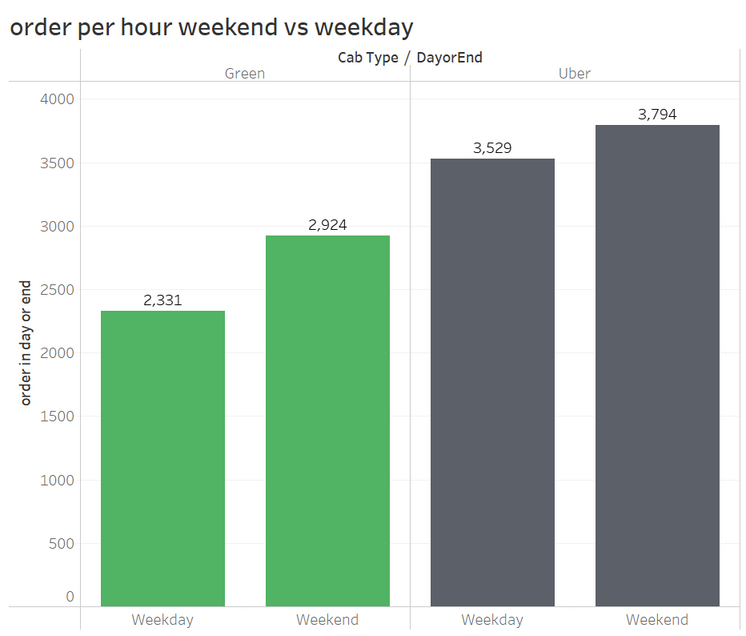 order per hour weekend vs weekday
Cab Type / DayorEnd
Green Uber
4000
3500
3000
2500
2000
1500
1000
500
0
order in day or end
2,331
2,924
3,529
3,794
Weekday Weekend Weekday Weekend